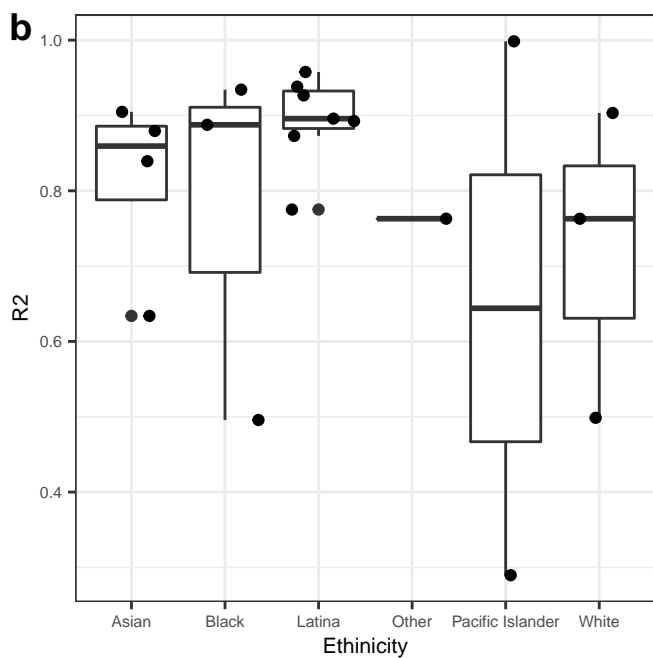 b
1.0
0.8
0.6
0.4
R2
Asian Black Latina Other Pacific Islander White
Ethinicity